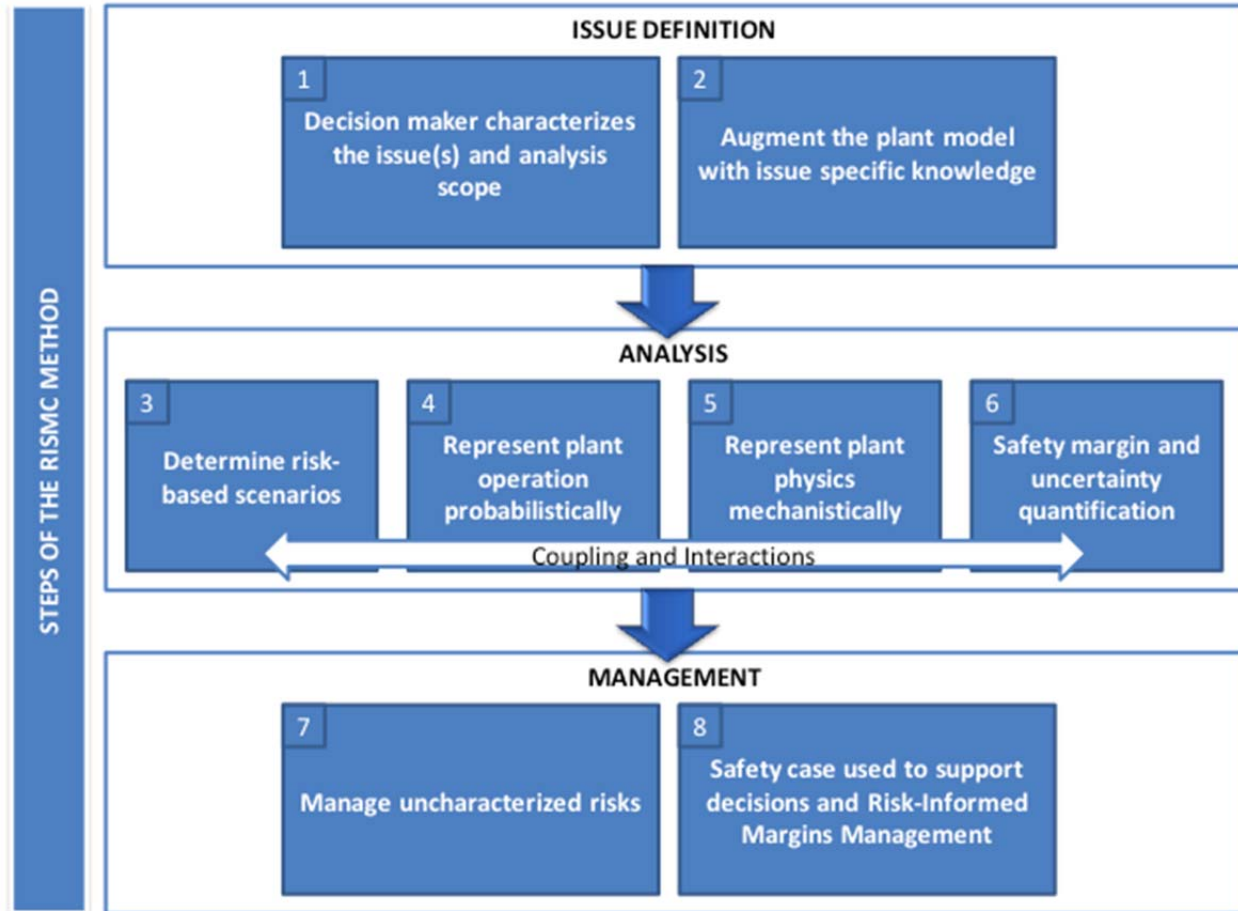 STEPS OF THE RISMC METHOD
ISSUE DEFINITION
1
Decision maker characterizes
the issue(s) and analysis
scope
2
Augment the plant model
with issue specific knowledge
ANALYSIS
3
Determine risk-
based scenarios
4
Represent plant
operation
probabilistically
5
Represent plant
physics
mechanistically
6
Safety margin and
uncertainty
quantification
Coupling and Interactions
MANAGEMENT
7
Manage uncharacterized risks
8
Safety case used to support
decisions and Risk-Informed
Margins Management